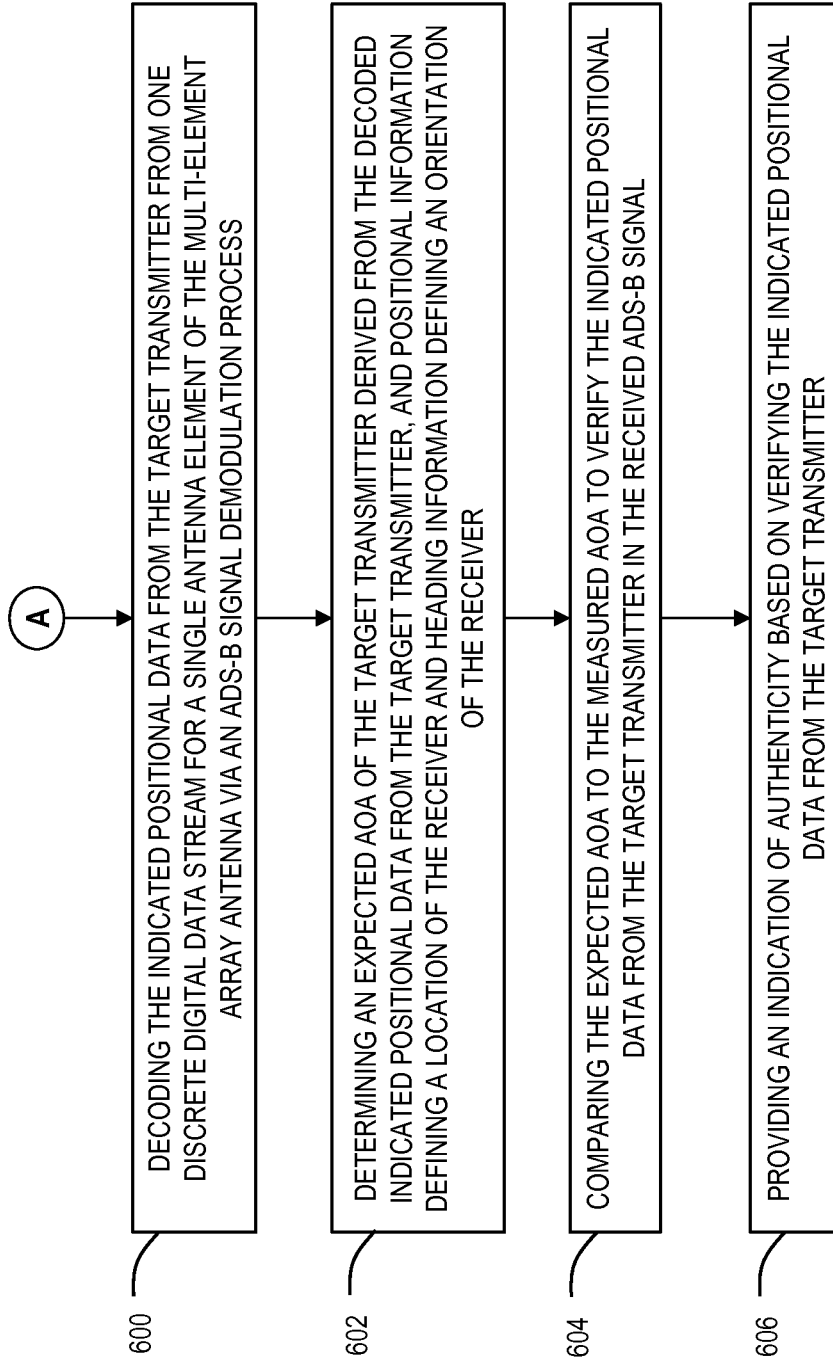 A
600
DECODING THE INDICATED POSITIONAL DATA FROM THE TARGET TRANSMITTER FROM ONE
DISCRETE DIGITAL DATA STREAM FOR A SINGLE ANTENNA ELEMENT OF THE MULTI-ELEMENT
ARRAY ANTENNA VIA AN ADS-B SIGNAL DEMODULATION PROCESS
602
DETERMINING AN EXPECTED AOA OF THE TARGET TRANSMITTER DERIVED FROM THE DECODED
INDICATED POSITIONAL DATA FROM THE TARGET TRANSMITTER, AND POSITIONAL INFORMATION
DEFINING A LOCATION OF THE RECEIVER AND HEADING INFORMATION DEFINING AN ORIENTATION
OF THE RECEIVER
604
COMPARING THE EXPECTED AOA TO THE MEASURED AOA TO VERIFY THE INDICATED POSITIONAL
DATA FROM THE TARGET TRANSMITTER IN THE RECEIVED ADS-B SIGNAL
606
PROVIDING AN INDICATION OF AUTHENTICITY BASED ON VERIFYING THE INDICATED POSITIONAL
DATA FROM THE TARGET TRANSMITTER